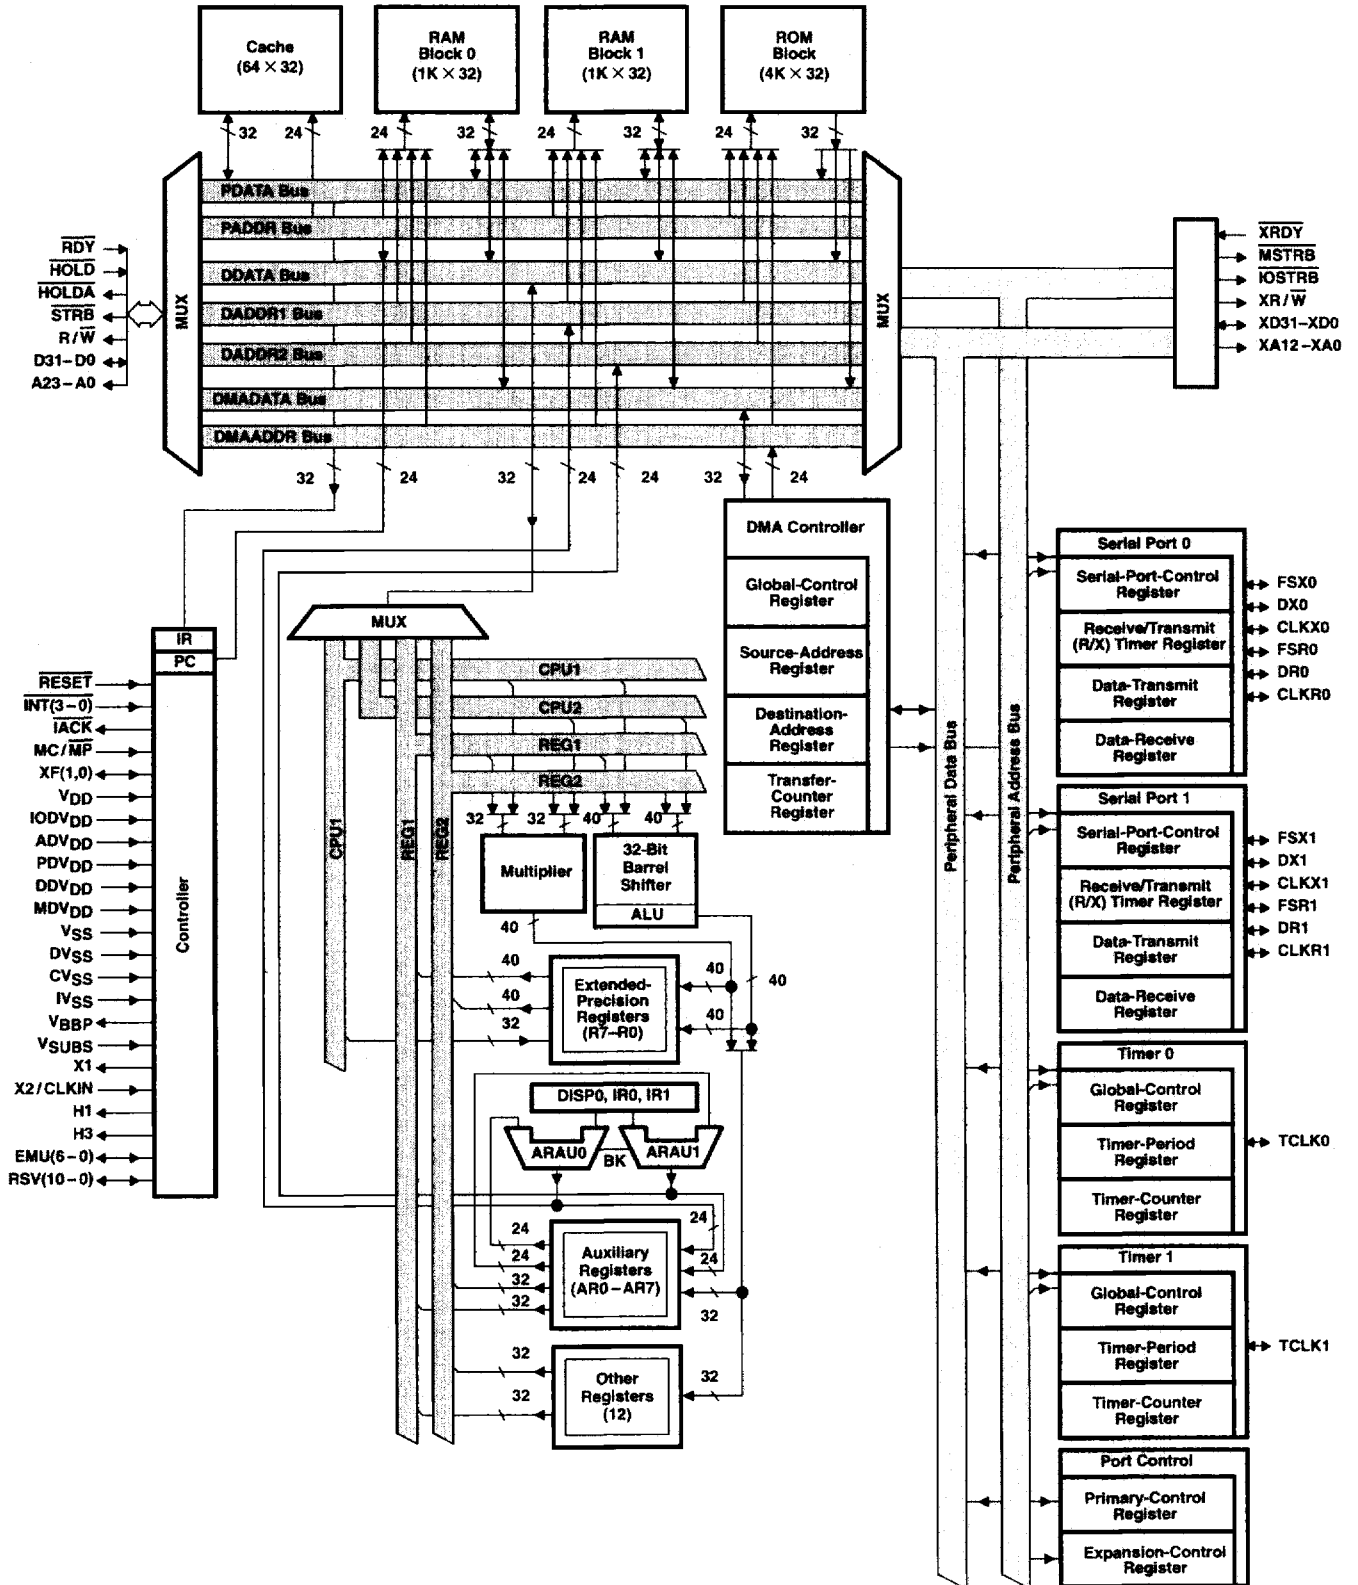 Cache
(64 × 32)
RAM
Block 0
(1K × 32)
RAM
Block 1
(1K × 32)
ROM
Block
(4K × 32)
32
24
24
32
24
32
24
32
MUX
PDATA Bus
PADDR Bus
DDATA Bus
DADDR1 Bus
DADDR2 Bus
DMADATA Bus
DMAADDR Bus
MUX
RDY
HOLD
HOLDA
STRB
R/W
D31–D0
A23–A0
XRDY
MSTRB
IOSTRB
XR/W
XD31–XD0
XA12–XA0
32
24
32
24
24
32
24
DMA Controller
Global-Control
Register
Source-Address
Register
Destination-
Address
Register
Transfer-
Counter
Register
IR
PC
Controller
RESET
INT(3–0)
IACK
MC/MP
XF(1,0)
VDD
IODVDD
ADVDD
PDVDD
DDVDD
MDVDD
VSS
DVSS
CVSS
IVSS
VBBP
VSUBS
X1
X2/CLKIN
H1
H3
EMU(6–0)
RSV(10–0)
MUX
CPU1
CPU2
REG1
REG2
CPU1
REG1
REG2
32
32
40
40
Multiplier
32-Bit
Barrel
Shifter
ALU
40
40
40
40
32
Extended-
Precision
Registers
(R7–R0)
40
40
DISP0, IR0, IR1
ARAU0
BK
ARAU1
24
24
32
32
Auxiliary
Registers
(AR0–AR7)
24
24
32
32
32
Other
Registers
(12)
32
Peripheral Data Bus
Peripheral Address Bus
Serial Port 0
Serial-Port-Control
Register
Receive/Transmit
(R/X) Timer Register
Data-Transmit
Register
Data-Receive
Register
FSX0
DX0
CLKX0
FSR0
DR0
CLKR0
Serial Port 1
Serial-Port-Control
Register
Receive/Transmit
(R/X) Timer Register
Data-Transmit
Register
Data-Receive
Register
FSX1
DX1
CLKX1
FSR1
DR1
CLKR1
Timer 0
Global-Control
Register
Timer-Period
Register
Timer-Counter
Register
TCLK0
Timer 1
Global-Control
Register
Timer-Period
Register
Timer-Counter
Register
TCLK1
Port Control
Primary-Control
Register
Expansion-Control
Register